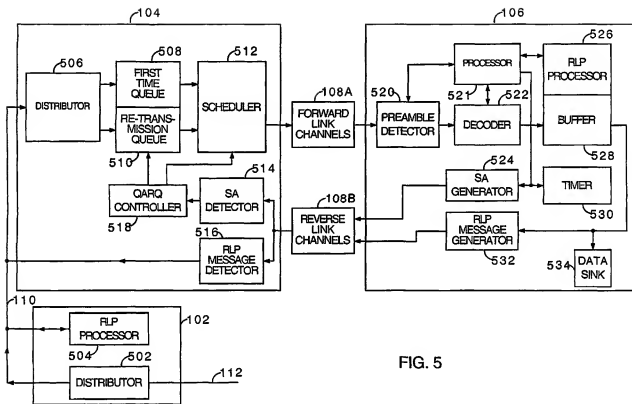 104
506
DISTRIBUTOR
508
FIRST TIME QUEUE
RE-TRANS-
MISSION QUEUE
510
512
SCHEDULER
514
SA DETECTOR
QARQ CONTROLLER
518
516
RLP MESSAGE DETECTOR
108A
FORWARD LINK CHANNELS
108B
REVERSE LINK CHANNELS
106
520
PREAMBLE DETECTOR
PROCESSOR
521
522
DECODER
526
RLP PROCESSOR
BUFFER
528
524
SA GENERATOR
TIMER
530
RLP MESSAGE GENERATOR
532
534
DATA SINK
110
102
RLP PROCESSOR
504
502
DISTRIBUTOR
112
FIG. 5